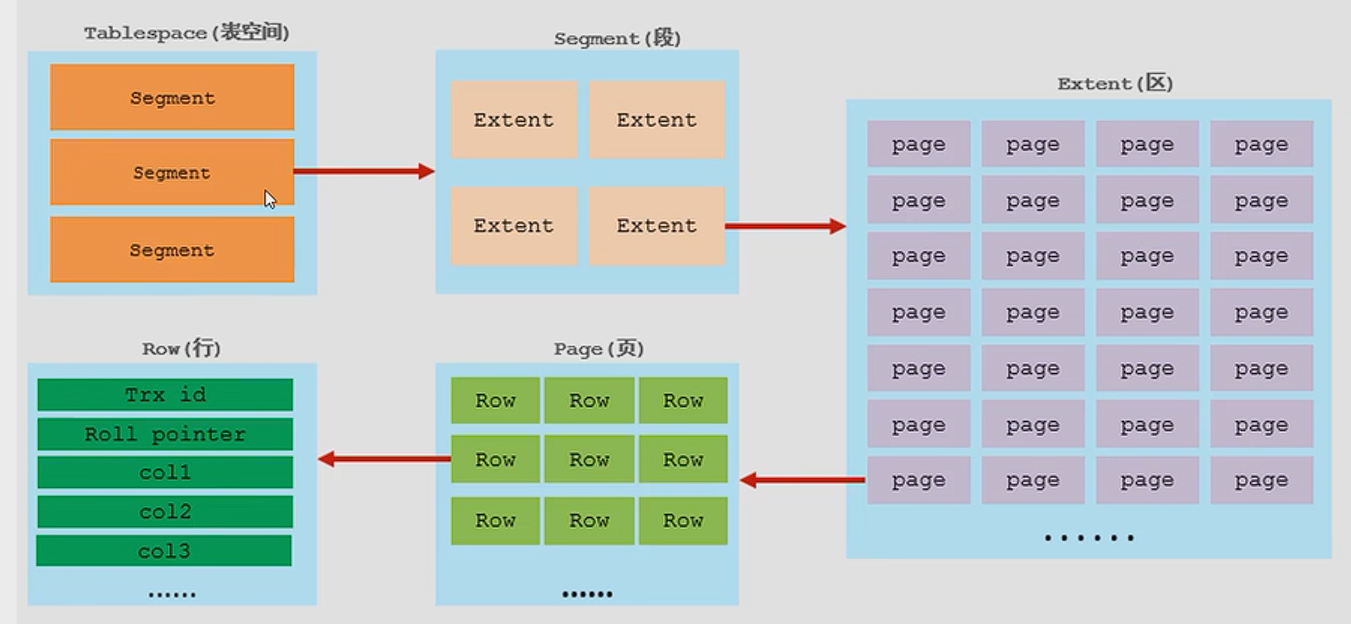 Tablespace(表空间)
Segment
Segment
Segment
Segment(段)
Extent Extent
Extent Extent
Extent(区)
page page page page
page page page page
page page page page
page page page page
page page page page
page page page page
page page page page
......
Row(行)
Trx id
Roll pointer
col1
col2
col3
......
Page(页)
Row Row Row
Row Row Row
Row Row Row
......